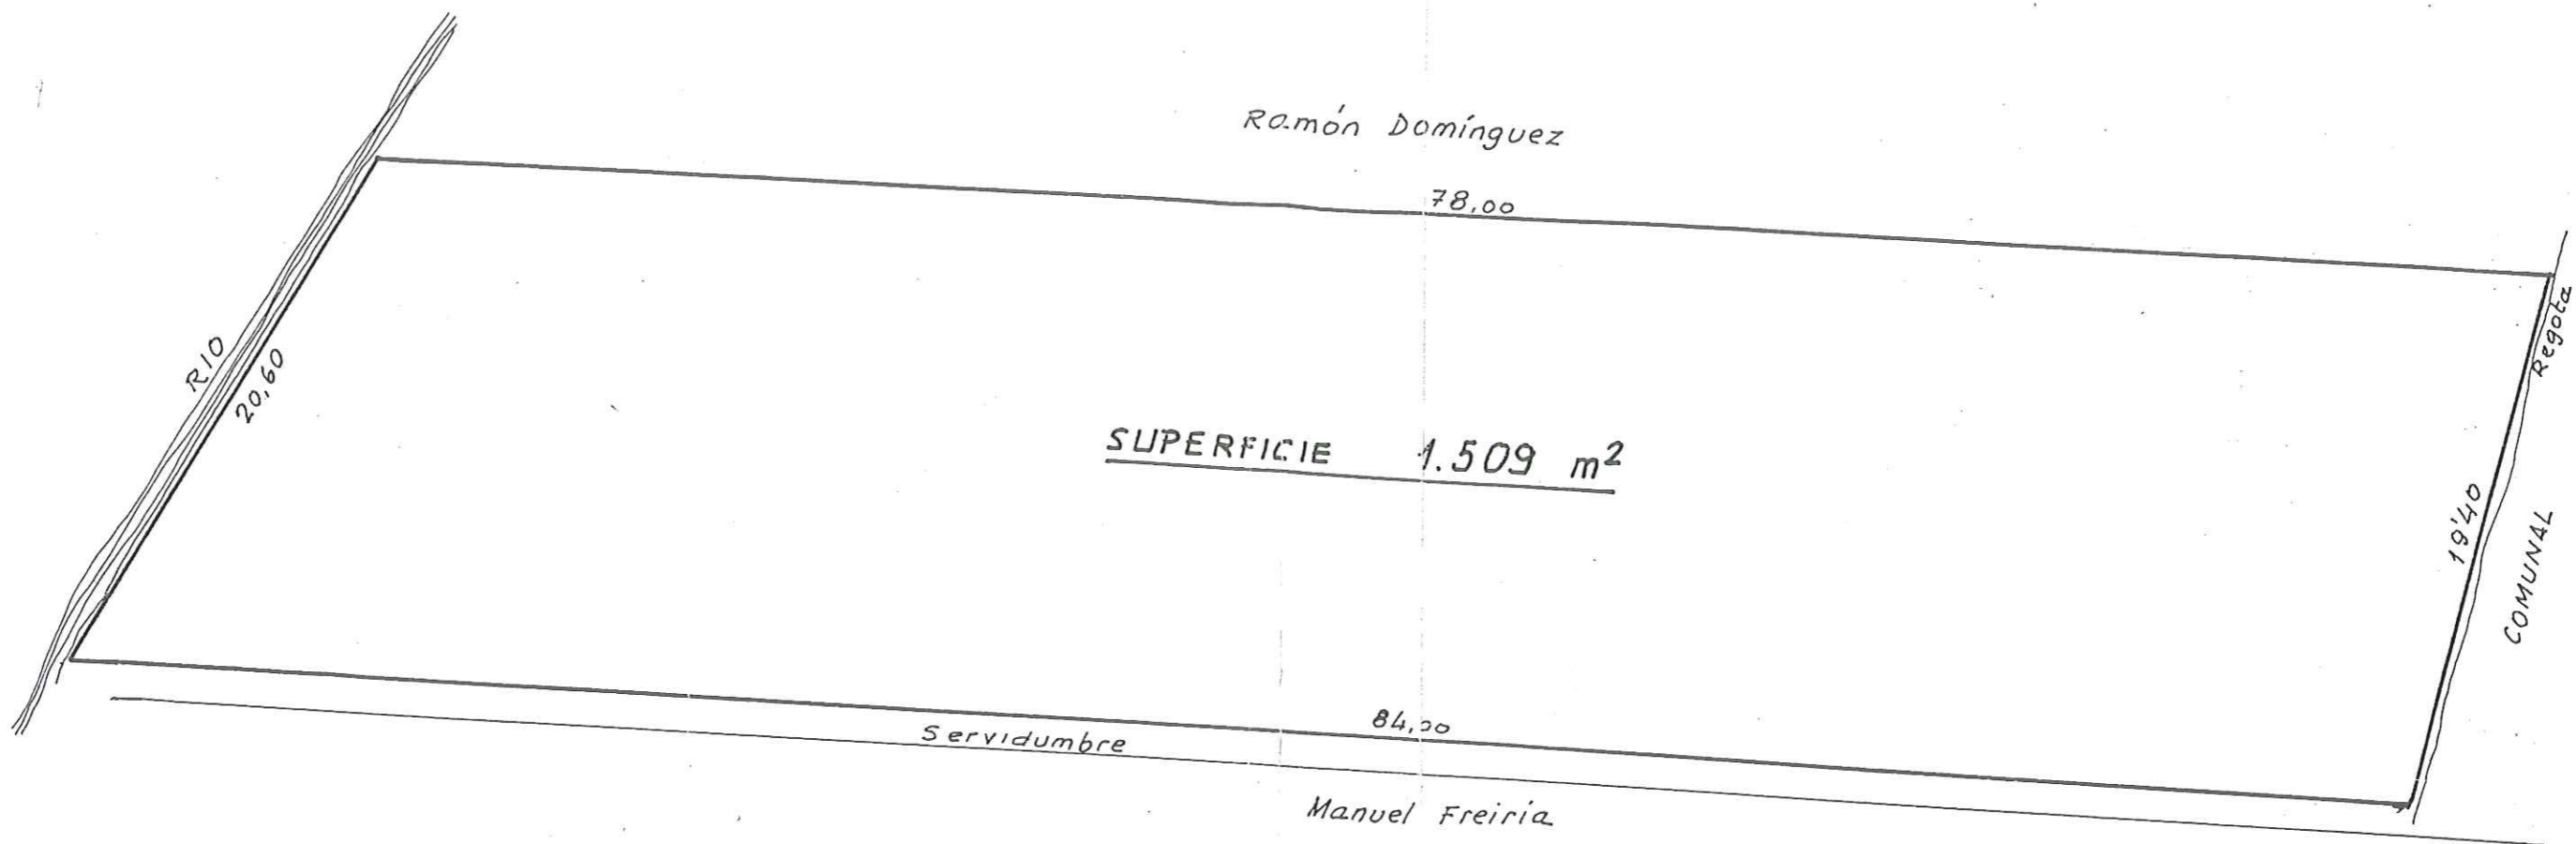 Ramón Domínguez
78,00
RIO
20,60
Regota
SUPERFICIE 1.509 m²
19'40
COMUNAL
84,00
Servidumbre
Manuel Freiría